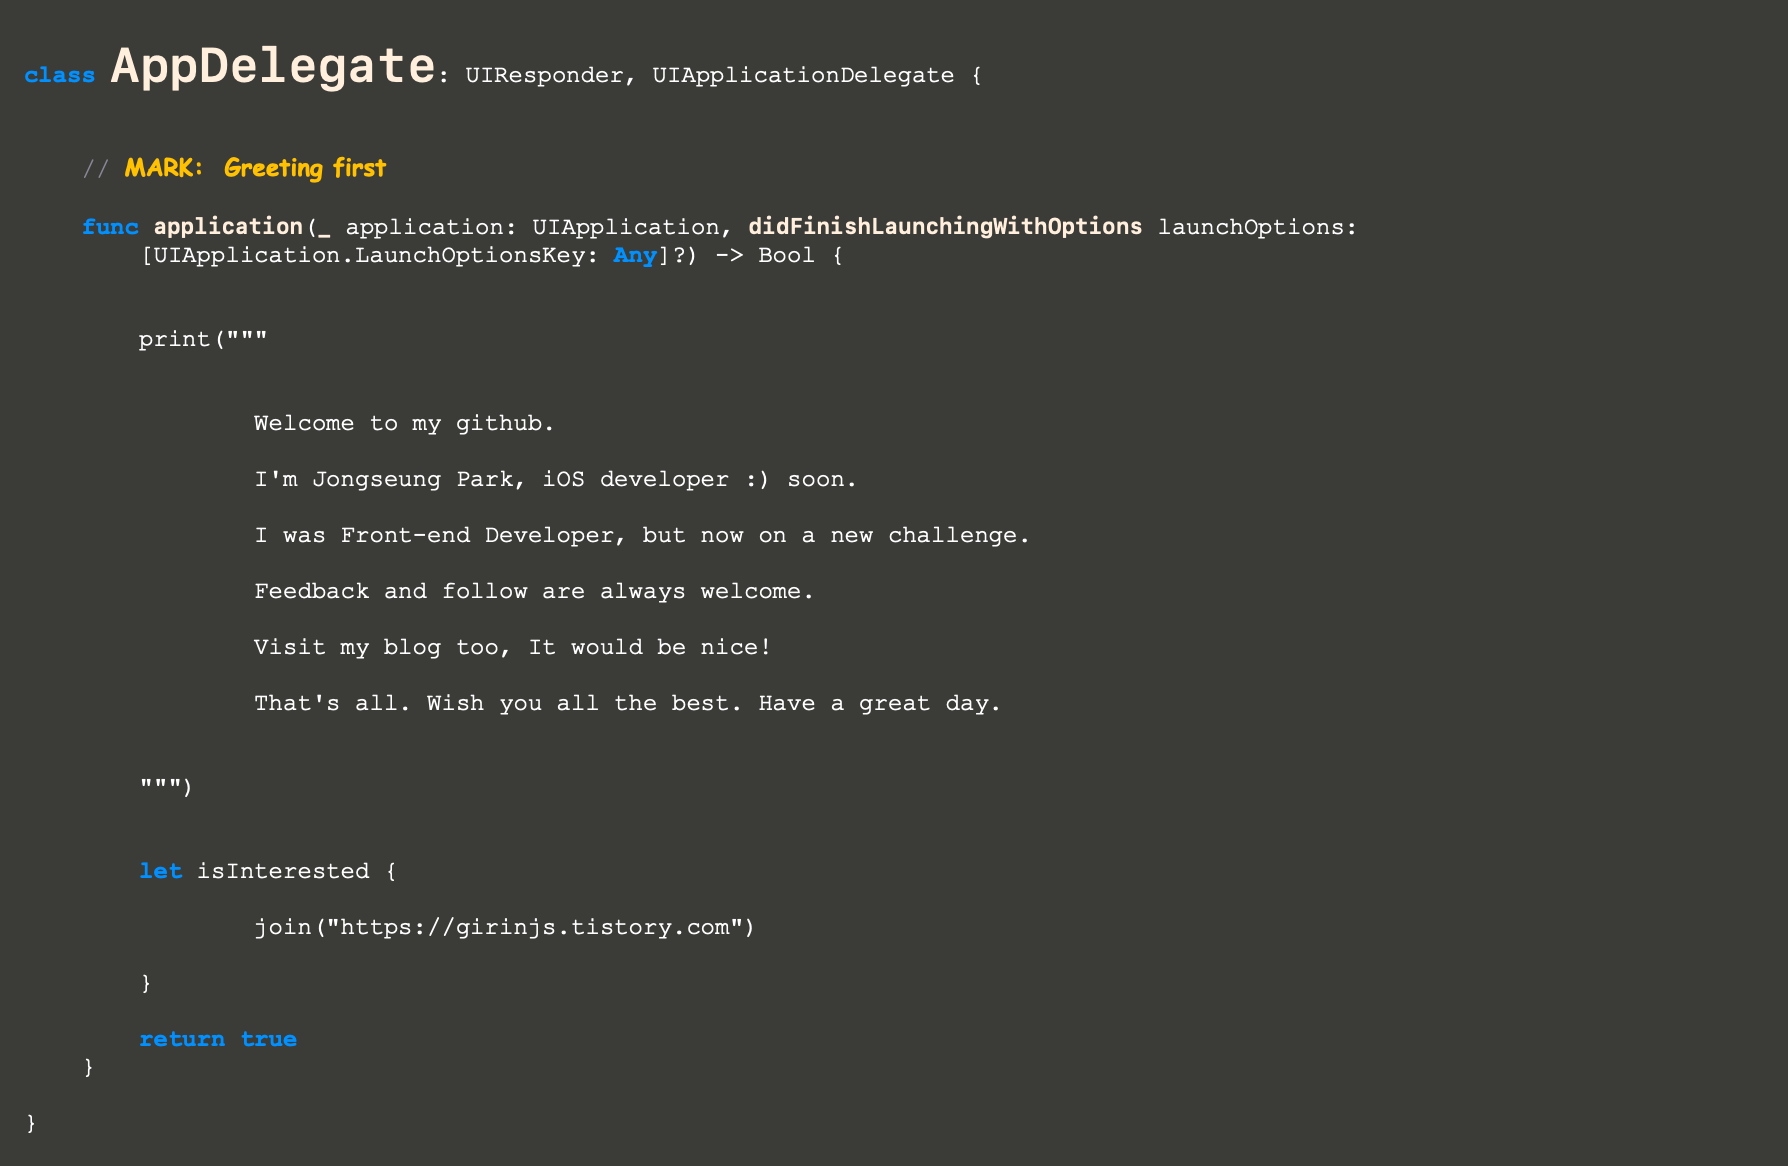 class AppDelegate: UIResponder, UIApplicationDelegate {
// MARK: Greeting first
func application(_ application: UIApplication, didFinishLaunchingWithOptions launchOptions:
[UIApplication.LaunchOptionsKey: Any]?) -> Bool {
print("""
Welcome to my github.
I'm Jongseung Park, iOS developer :) soon.
I was Front-end Developer, but now on a new challenge.
Feedback and follow are always welcome.
Visit my blog too, It would be nice!
That's all. Wish you all the best. Have a great day.
""")
let isInterested {
join("https://girinjs.tistory.com")
}
return true
}
}